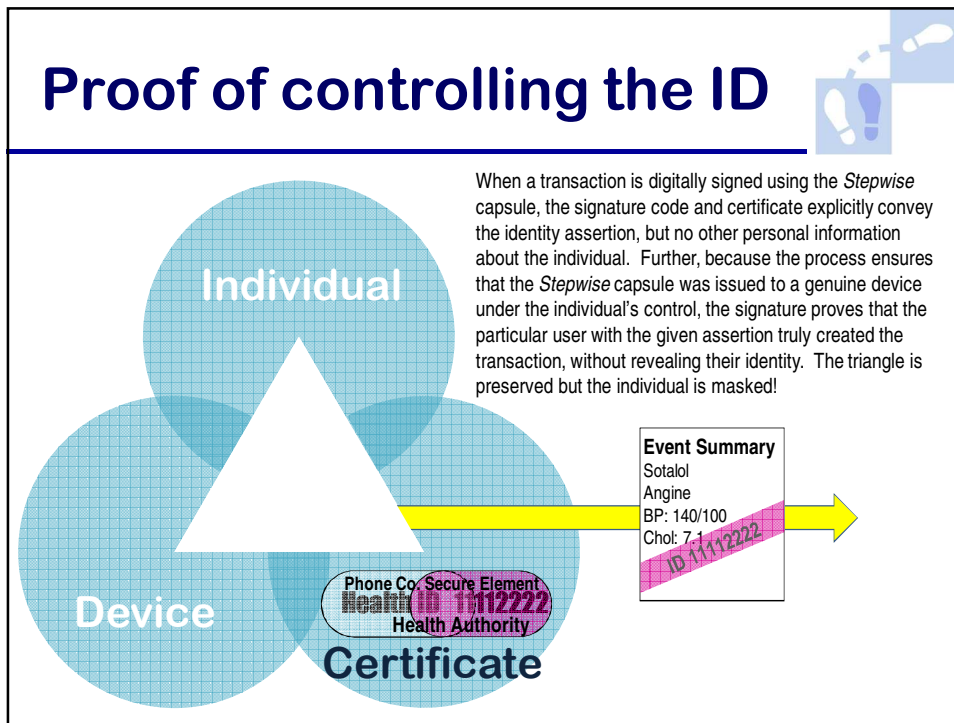 Proof of controlling the ID
When a transaction is digitally signed using the Stepwise
capsule, the signature code and certificate explicitly convey
the identity assertion, but no other personal information
about the individual. Further, because the process ensures
that the Stepwise capsule was issued to a genuine device
under the individual's control, the signature proves that the
particular user with the given assertion truly created the
transaction, without revealing their identity. The triangle is
preserved but the individual is masked!
Individual
Event Summary
Sotalol
Angine
BP: 140/100
Chol: 7.1
ID 11112222
Device
Phone Co. Secure Element
Health ID 11112222
Health Authority
Certificate